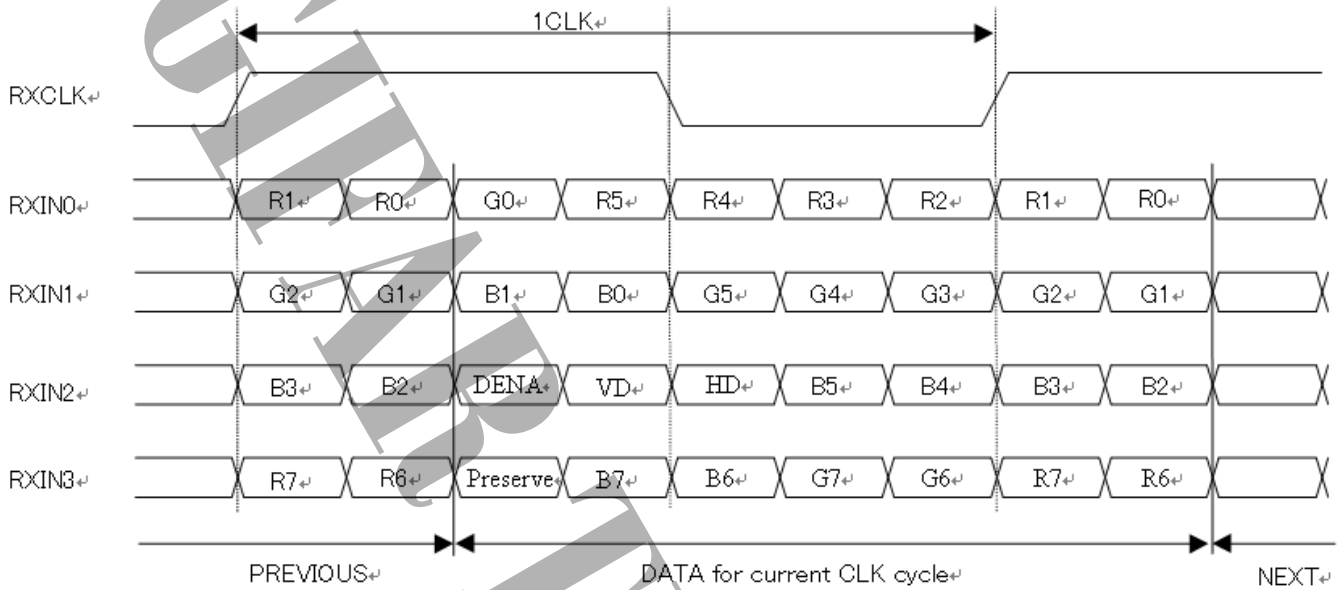 1CLK↵
RXCLK↵
RXIN0↵ R1↵ R0↵ G0↵ R5↵ R4↵ R3↵ R2↵ R1↵ R0↵
RXIN1↵ G2↵ G1↵ B1↵ B0↵ G5↵ G4↵ G3↵ G2↵ G1↵
RXIN2↵ B3↵ B2↵ DENA↵ VD↵ HD↵ B5↵ B4↵ B3↵ B2↵
RXIN3↵ R7↵ R6↵ Preserve↵ B7↵ B6↵ G7↵ G6↵ R7↵ R6↵
PREVIOUS↵ DATA for current CLK cycle↵ NEXT↵